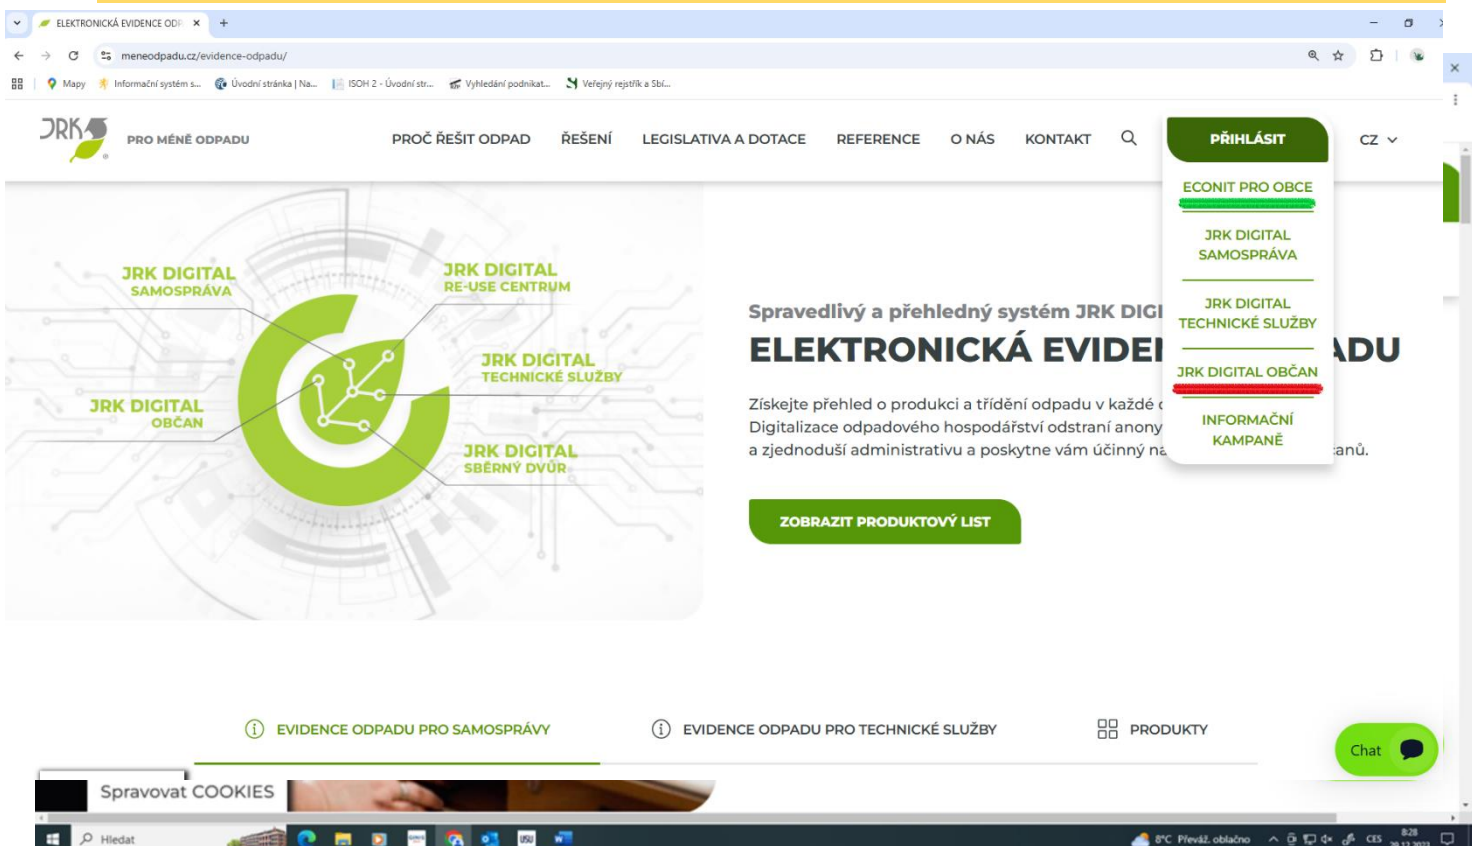 ELEKTRONICKÁ EVIDENCE ODP
meneodpadu.cz/evidence-odpadu/
Mapy
Informační systém s...
Úvodní stránka | Na...
ISOH 2 - Úvodní str...
Vyhledání podnikat...
Veřejný rejstřík a Sbí...
JRK
PRO MÉNĚ ODPADU
PROČ ŘEŠIT ODPAD
ŘEŠENÍ
LEGISLATIVA A DOTACE
REFERENCE
O NÁS
KONTAKT
PŘIHLÁSIT
CZ
ECONIT PRO OBCE
JRK DIGITAL
SAMOSPRÁVA
JRK DIGITAL
TECHNICKÉ SLUŽBY
JRK DIGITAL OBČAN
INFORMAČNÍ
KAMPANĚ
JRK DIGITAL
SAMOSPRÁVA
JRK DIGITAL
RE-USE CENTRUM
JRK DIGITAL
TECHNICKÉ SLUŽBY
JRK DIGITAL
OBČAN
JRK DIGITAL
SBĚRNÝ DVŮR
Spravedlivý a přehledný systém JRK DIGI
ELEKTRONICKÁ EVIDE ADU
Získejte přehled o produkci a třídění odpadu v každé
Digitalizace odpadového hospodářství odstraní anony
a zjednoduší administrativu a poskytne vám účinný ná anů.
ZOBRAZIT PRODUKTOVÝ LIST
EVIDENCE ODPADU PRO SAMOSPRÁVY
EVIDENCE ODPADU PRO TECHNICKÉ SLUŽBY
PRODUKTY
Chat
Spravovat COOKIES
Hledat
8°C Převáž. oblačno
CES
8:28